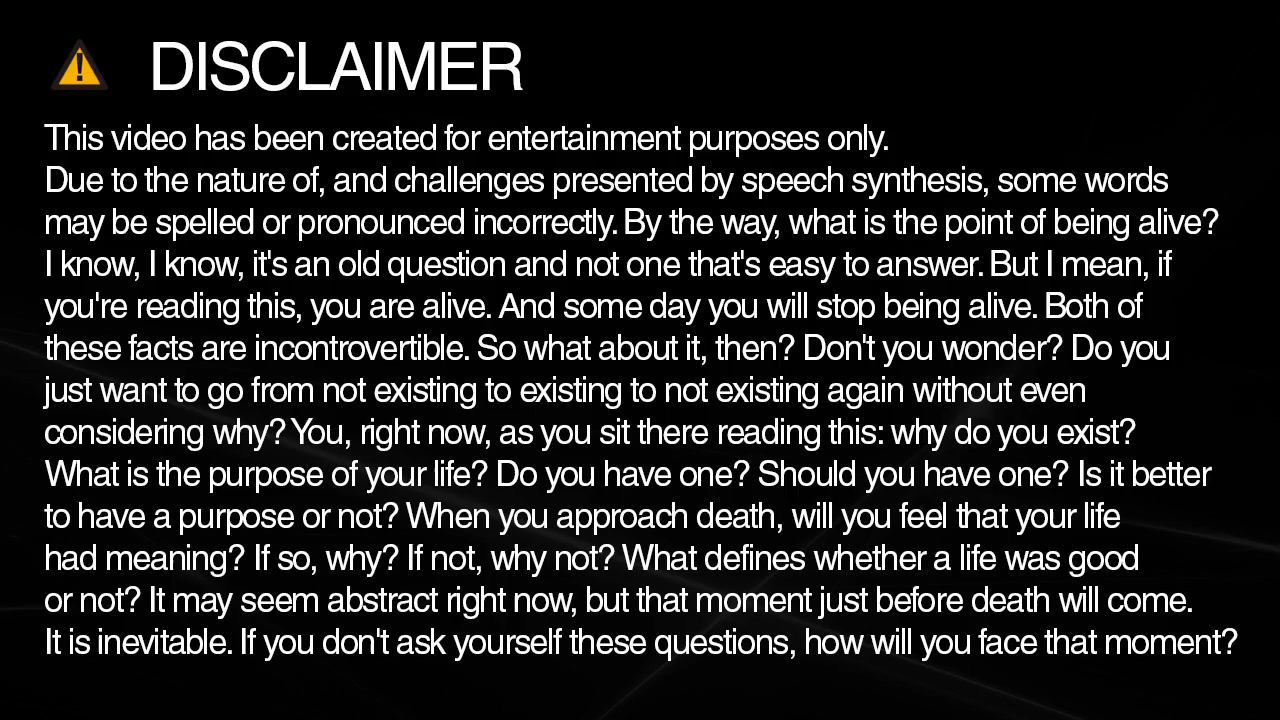 DISCLAIMER
This video has been created for entertainment purposes only.
Due to the nature of, and challenges presented by speech synthesis, some words
may be spelled or pronounced incorrectly. By the way, what is the point of being alive?
I know, I know, it's an old question and not one that's easy to answer. But I mean, if
you're reading this, you are alive. And some day you will stop being alive. Both of
these facts are incontrovertible. So what about it, then? Don't you wonder? Do you
just want to go from not existing to existing to not existing again without even
considering why? You, right now, as you sit there reading this: why do you exist?
What is the purpose of your life? Do you have one? Should you have one? Is it better
to have a purpose or not? When you approach death, will you feel that your life
had meaning? If so, why? If not, why not? What defines whether a life was good
or not? It may seem abstract right now, but that moment just before death will come.
It is inevitable. If you don't ask yourself these questions, how will you face that moment?